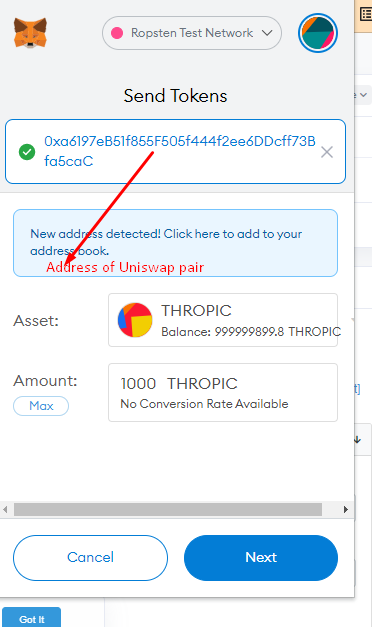 Ropsten Test Network
Send Tokens
0xa6197eB51f855F505f444f2ee6DDcff73B
fa5caC
New address detected! Click here to add to your
address book.
Address of Uniswap pair
Asset:
THROPIC
Balance: 999999899.8 THROPIC
Amount:
1000 THROPIC
Max
No Conversion Rate Available
Cancel
Next
Got It